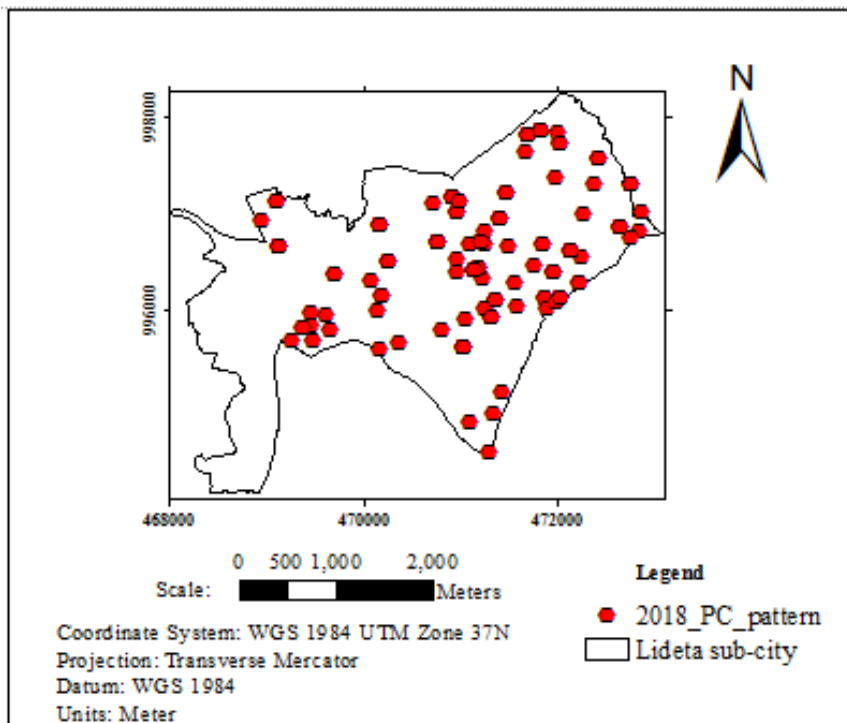 N
998000
996000
468000
470000
472000
0 500 1,000 2,000
Scale: Meters
Legend
2018_PC_pattern
Lideta sub-city
Coordinate System: WGS 1984 UTM Zone 37N
Projection: Transverse Mercator
Datum: WGS 1984
Units: Meter